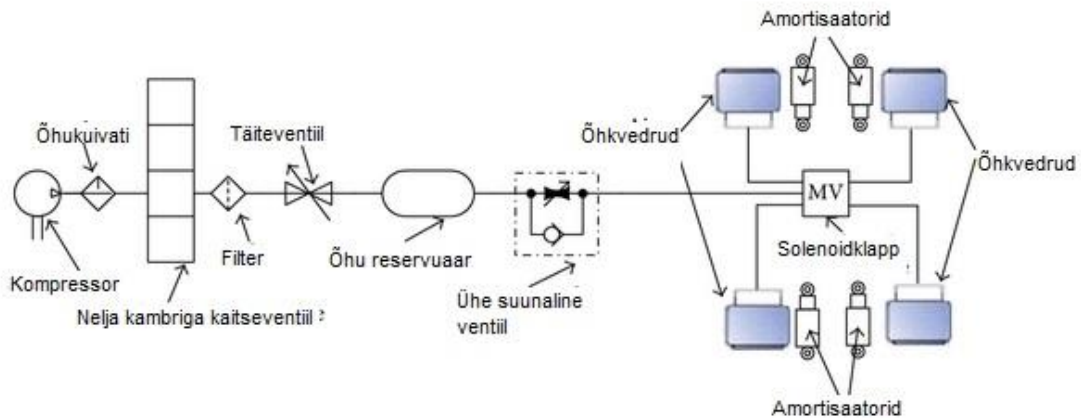 Amortisaatorid
Õhukuivati
Täiteventiil
Õhkvedrud
Õhkvedrud
MV
Solenoidklapp
Filter
Õhu reservuaar
Kompressor
Ühe suunaline
ventiil
Nelja kambriga kaitseventiil
Amortisaatorid